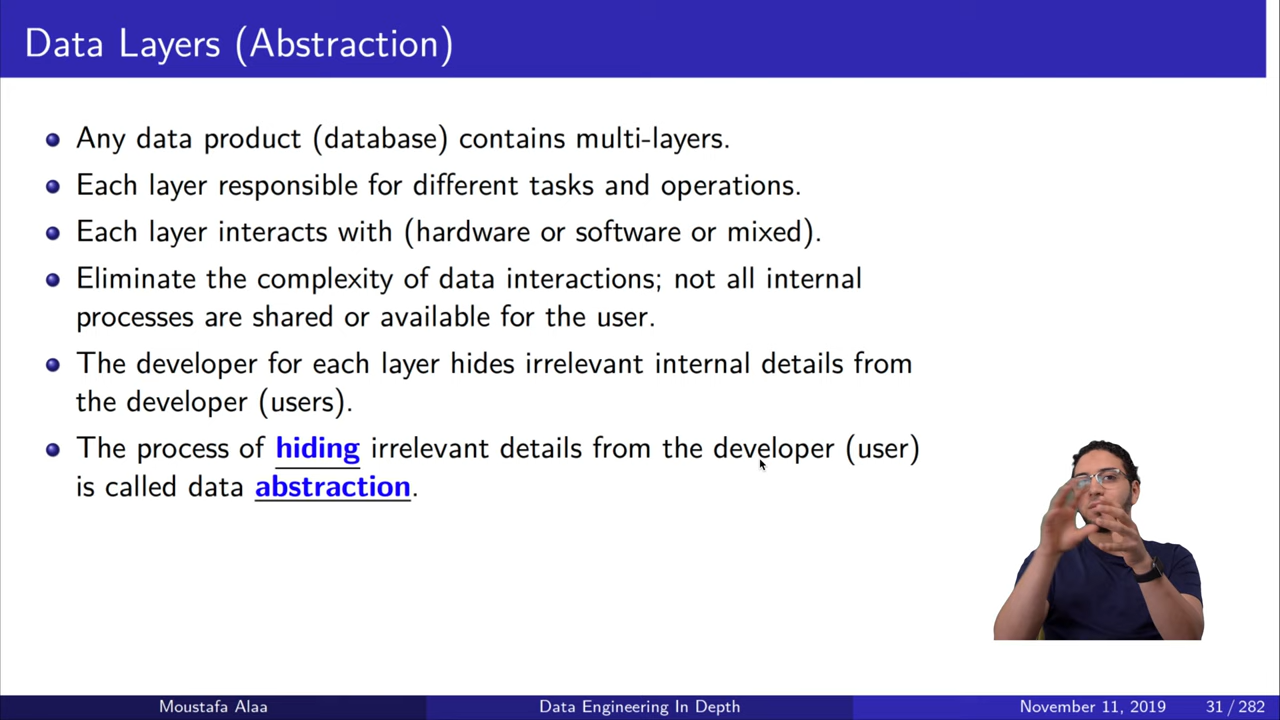 Data Layers (Abstraction)
Any data product (database) contains multi-layers.
Each layer responsible for different tasks and operations.
Each layer interacts with (hardware or software or mixed).
Eliminate the complexity of data interactions; not all internal
processes are shared or available for the user.
The developer for each layer hides irrelevant internal details from
the developer (users).
The process of hiding irrelevant details from the developer (user)
is called data abstraction.
Moustafa Alaa
Data Engineering In Depth
November 11, 2019
31 / 282